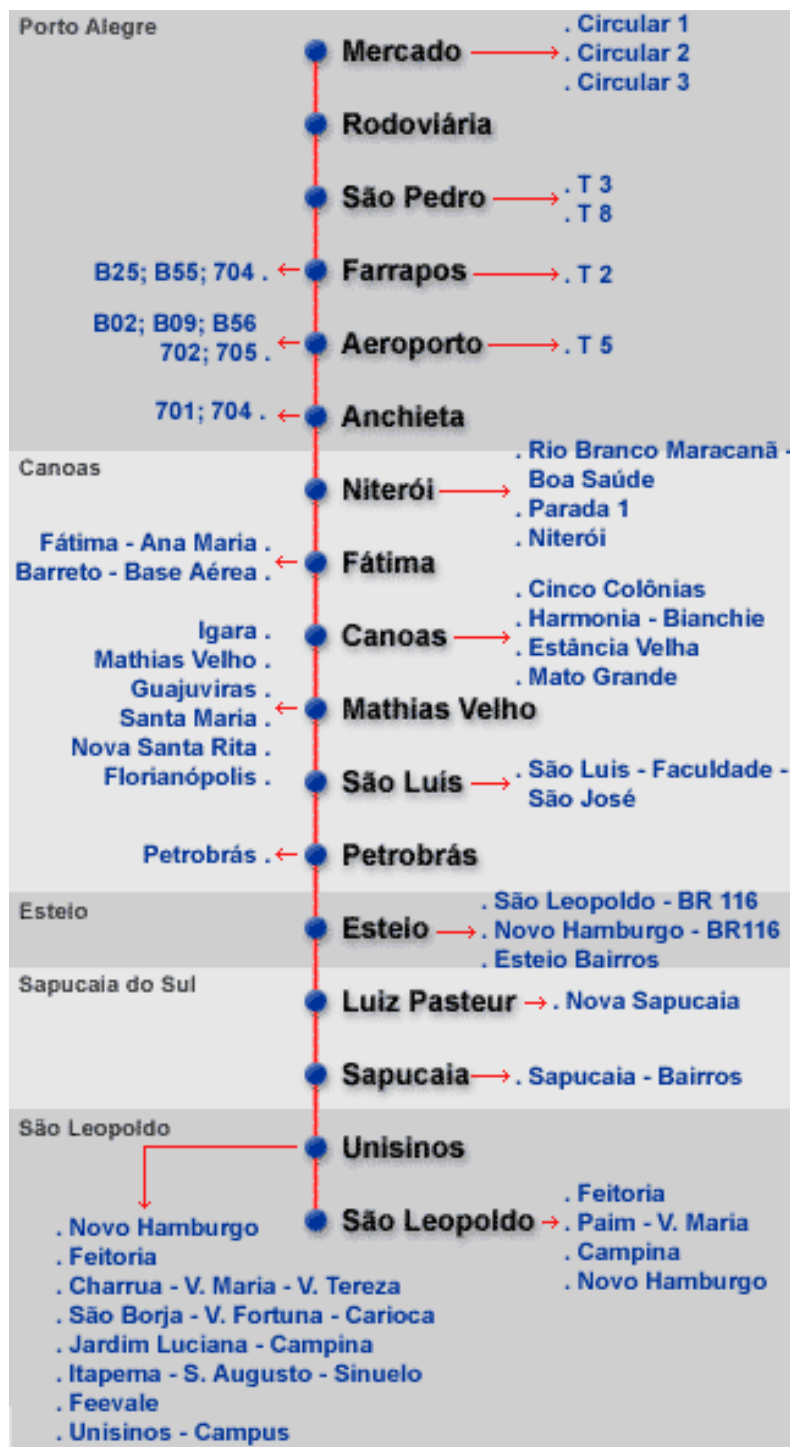 Porto Alegre
. Circular 1
Mercado
. Circular 2
. Circular 3
Rodoviária
São Pedro
. T 3
. T 8
B25; B55; 704 .
Farrapos
. T 2
B02; B09; B56
702; 705 .
Aeroporto
. T 5
701; 704 .
Anchieta
Canoas
Niterói
. Rio Branco Maracanã -
Boa Saúde
. Parada 1
. Niterói
Fátima - Ana Maria .
Barreto - Base Aérea .
Fátima
Canoas
. Cinco Colônias
. Harmonia - Bianchie
. Estância Velha
. Mato Grande
Igara .
Mathias Velho .
Guajuviras .
Santa Maria .
Nova Santa Rita .
Florianópolis .
Mathias Velho
São Luís
. São Luis - Faculdade -
São José
Petrobrás .
Petrobrás
Esteio
Esteio
. São Leopoldo - BR 116
. Novo Hamburgo - BR116
. Esteio Bairros
Sapucaia do Sul
Luiz Pasteur
. Nova Sapucaia
Sapucaia
. Sapucaia - Bairros
São Leopoldo
Unisinos
. Novo Hamburgo
. Feitoria
. Charrua - V. Maria - V. Tereza
. São Borja - V. Fortuna - Carioca
. Jardim Luciana - Campina
. Itapema - S. Augusto - Sinuelo
. Feevale
. Unisinos - Campus
São Leopoldo
. Feitoria
. Paim - V. Maria
. Campina
. Novo Hamburgo